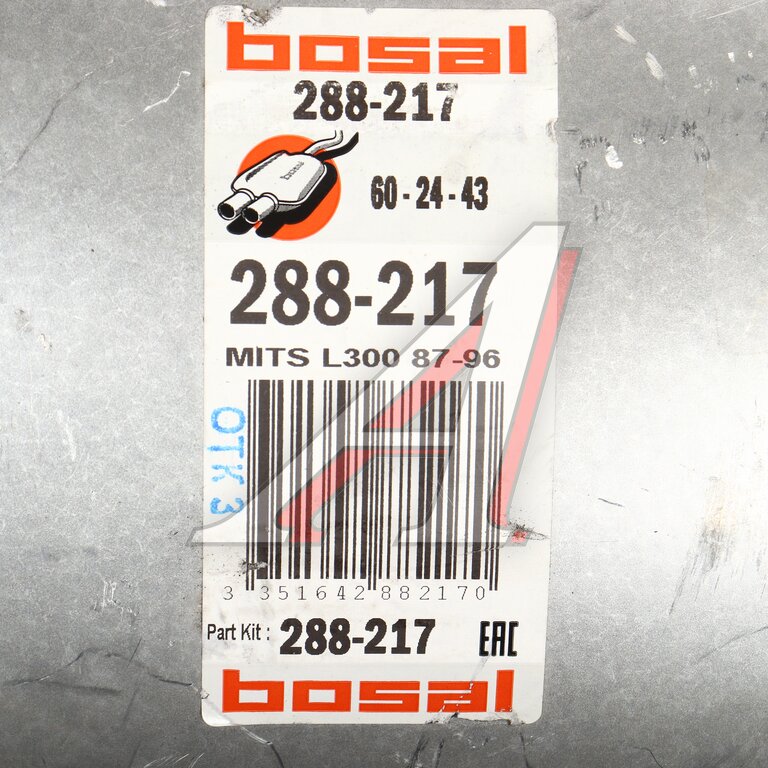 bosal
288-217
bosal
60 - 24 - 43
288-217
MITS L300 87-96
ОТК 3
3 351642 882170
Part Kit : 288-217
EAC
bosal